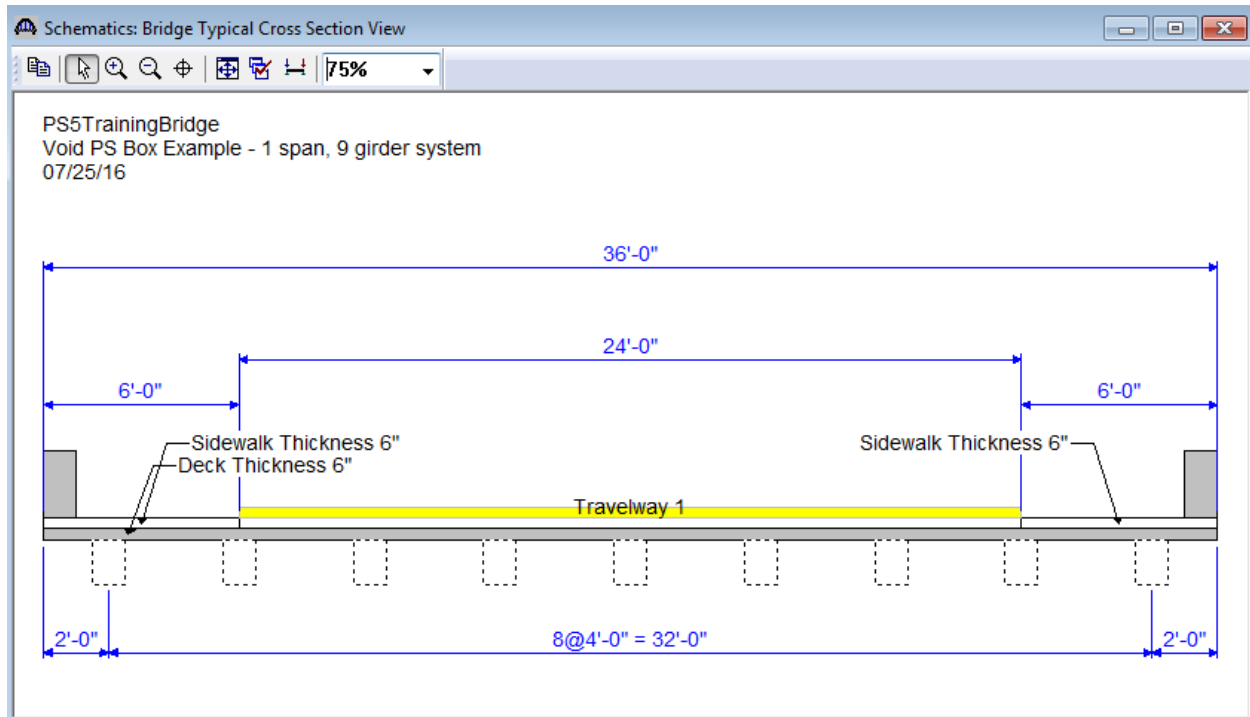 Schematics: Bridge Typical Cross Section View
75%
PS5TrainingBridge
Void PS Box Example - 1 span, 9 girder system
07/25/16
36'-0"
24'-0"
6'-0"
6'-0"
Sidewalk Thickness 6"
Sidewalk Thickness 6"
Deck Thickness 6"
Travelway 1
2'-0"
8@4'-0" = 32'-0"
2'-0"